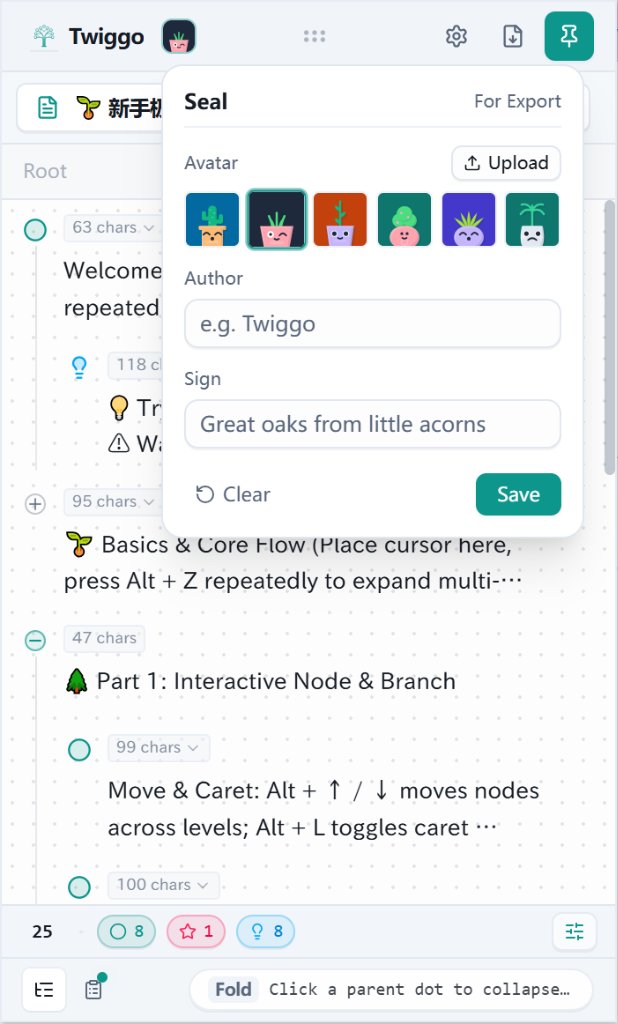 Twiggo
Seal
For Export
新手
Root
Avatar
Upload
63 chars
Welcome
repeated
Author
e.g. Twiggo
118
Sign
Great oaks from little acorns
Clear
Save
95 chars
Basics & Core Flow (Place cursor here,
press Alt + Z repeatedly to expand multi-⋯
47 chars
Part 1: Interactive Node & Branch
99 chars
Move & Caret: Alt + ↑ / ↓ moves nodes
across levels; Alt + L toggles caret ⋯
100 chars
25
8
1
8
Fold Click a parent dot to collapse…